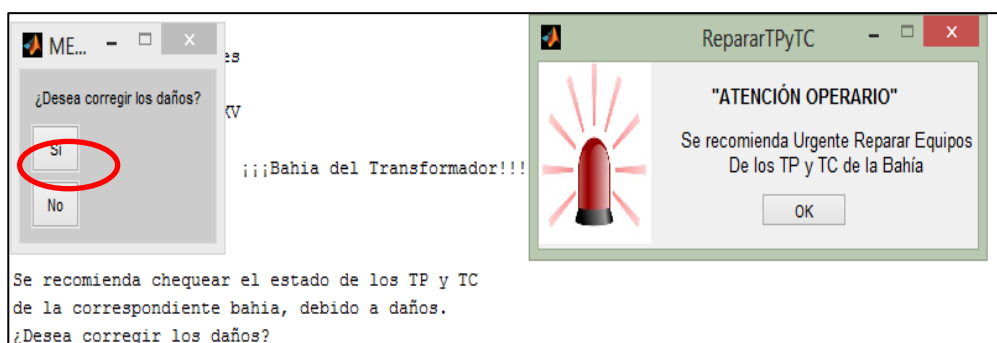 ME...
¿Desea corregir los daños?
Si
No
es
KV
¡¡¡Bahia del Transformador!!!
Se recomienda chequear el estado de los TP y TC
de la correspondiente bahia, debido a daños.
¿Desea corregir los daños?
RepararTPyTC
"ATENCIÓN OPERARIO"
Se recomienda Urgente Reparar Equipos
De los TP y TC de la Bahía
OK